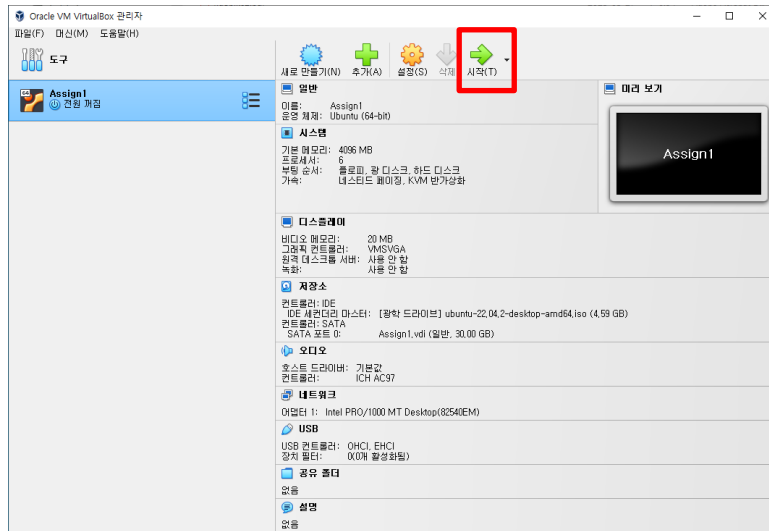 Oracle VM VirtualBox 관리자
파일(F) 머신(M) 도움말(H)
도구
새로 만들기(N) 추가(A) 설정(S) 삭제 시작(T)
64
Assign1
전원 꺼짐
일반
이름: Assign1
운영 체제: Ubuntu (64-bit)
미리 보기
Assign1
시스템
기본 메모리: 4096 MB
프로세서: 6
부팅 순서: 플로피, 광 디스크, 하드 디스크
가속: 네스티드 페이징, KVM 반가상화
디스플레이
비디오 메모리: 20 MB
그래픽 컨트롤러: VMSVGA
원격 데스크톱 서버: 사용 안 함
녹화: 사용 안 함
저장소
컨트롤러: IDE
IDE 세컨더리 마스터: [광학 드라이브] ubuntu-22.04.2-desktop-amd64.iso (4.59 GB)
컨트롤러: SATA
SATA 포트 0: Assign1.vdi (일반, 30.00 GB)
오디오
호스트 드라이버: 기본값
컨트롤러: ICH AC97
네트워크
어댑터 1: Intel PRO/1000 MT Desktop(82540EM)
USB
USB 컨트롤러: OHCI, EHCI
장치 필터: 0(0개 활성화됨)
공유 폴더
없음
설명
없음